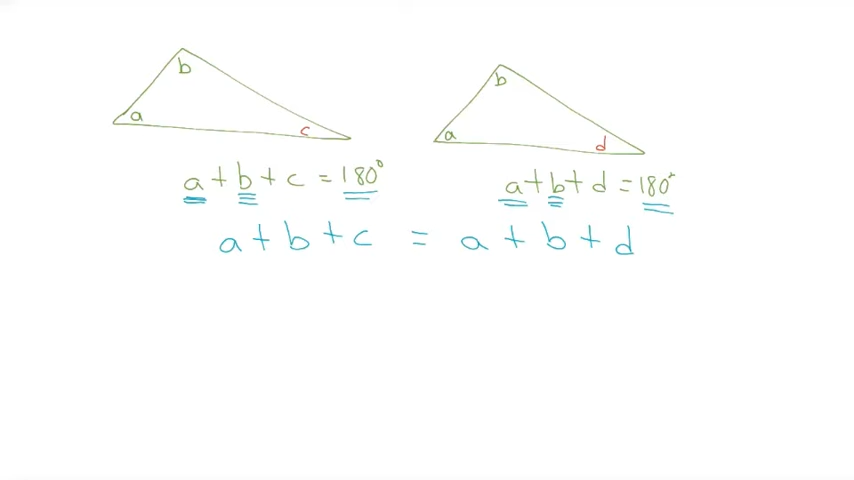 b
a
c
b
a
d
a + b + c = 180°
a + b + d = 180°
a + b + c = a + b + d